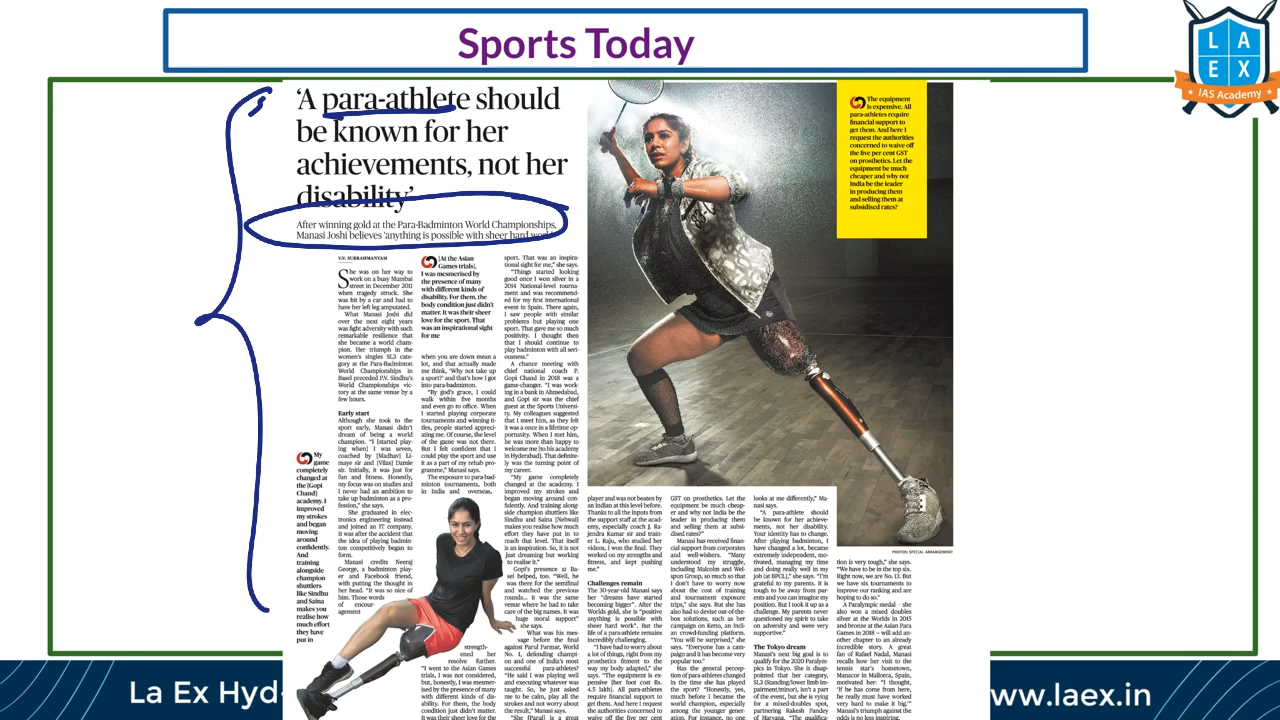 Sports Today
L A
E X
IAS Academy
‘A para-athlete should
be known for her
achievements, not her
disability’
After winning gold at the Para-Badminton World Championships,
Manasi Joshi believes ‘anything is possible with sheer hard work’
The equipment
is expensive. All
para-athletes require
financial support to
get them. And here I
request the authorities
concerned to waive off
the five per cent GST
on prosthetics. Let the
equipment be much
cheaper and why not
India be the leader
in producing them
and selling them at
subsidised rates?
V.V. SUBRAHMANYAM
She was on her way to
work on a busy Mumbai
street in December 2011
when tragedy struck. She
was hit by a car and had to
have her left leg amputated.
What Manasi Joshi did
over the next eight years
was fight adversity with such
remarkable resilience that
she became a world cham-
pion. Her triumph in the
women's singles SL3 cate-
gory at the Para-Badminton
World Championships in
Basel preceded P.V. Sindhu's
World Championships vic-
tory at the same venue by a
few hours.
Early start
Although she took to the
sport early, Manasi didn't
dream of being a world
champion. “I [started play-
ing when] I was seven,
coached by [Madhav] Li-
maye sir and [Vilas] Damle
sir. Initially, it was just for
fun and fitness. Honestly,
my focus was on studies and
I never had an ambition to
take up badminton as a pro-
fession,” she says.
She graduated in elec-
tronics engineering instead
and joined an IT company.
It was after the accident that
the idea of playing badmin-
ton competitively began to
form.
Manasi credits Neeraj
George, a badminton play-
er and Facebook friend,
with putting the thought in
her head. “It was so nice of
him. Those words
of encour-
agement
My
game
completely
changed at
the [Gopi
Chand]
academy. I
improved
my strokes
and began
moving
around
confidently.
And
training
alongside
champion
shuttlers
like Sindhu
and Saina
makes you
realise how
much effort
they have
put in
[At the Asian
Games trials],
I was mesmerised by
the presence of many
with different kinds of
disability. For them, the
body condition just didn't
matter. It was their sheer
love for the sport. That
was an inspirational sight
for me
when you are down mean a
lot, and that actually made
me think, ‘Why not take up
a sport?’ and that's how I got
into para-badminton.
“By god's grace, I could
walk within five months
and even go to office. When
I started playing corporate
tournaments and winning ti-
tles, people started appreci-
ating me. Of course, the level
of the game was not there.
But I felt confident that I
could play the sport and use
it as a part of my rehab pro-
gramme,” Manasi says.
The exposure to para-bad-
minton tournaments, both
in India and overseas,
strength-
ened her
resolve further.
“I went to the Asian Games
trials, I was not considered,
but, honestly, I was mesmer-
ised by the presence of many
with different kinds of dis-
ability. For them, the body
condition just didn't matter.
It was their sheer love for the
sport. That was an inspira-
tional sight for me,” she says.
“Things started looking
good once I won silver in a
2014 National-level tourna-
ment and was recommend-
ed for my first international
event in Spain. There again,
I saw people with similar
problems but playing one
sport. That gave me so much
positivity. I thought then
that I should continue to
play badminton with all seri-
ousness.”
A chance meeting with
chief national coach P.
Gopi Chand in 2018 was a
game-changer. “I was work-
ing in a bank in Ahmedabad,
and Gopi sir was the chief
guest at the Sports Universi-
ty. My colleagues suggested
that I meet him, as they felt
it was a once in a lifetime op-
portunity. When I met him,
he was more than happy to
welcome me [to his academy
in Hyderabad]. That definite-
ly was the turning point of
my career.
“My game completely
changed at the academy. I
improved my strokes and
began moving around con-
fidently. And training along-
side champion shuttlers like
Sindhu and Saina [Nehwal]
makes you realise how much
effort they have put in to
reach that level. That itself
is an inspiration. So, it is not
just dreaming but working
to realise it.”
Gopi's presence at Ba-
sel helped, too. “Well, he
was there for the semifinal
and watched the previous
rounds... it was the same
venue where he had to take
care of the big names. It was
huge moral support”
she says.
What was his mes-
sage before the final
against Parul Parmar, World
No. 1, defending champi-
on and one of India's most
successful para-athletes?
“He said I was playing well
and executing whatever was
taught. So, he just asked
me to be calm, play all the
strokes and not worry about
the result,” Manasi says.
“She [Parul] is a great
player and was not beaten by
an Indian at this level before.
Thanks to all the inputs from
the support staff at the acade-
my, especially coach J. Ra-
jendra Kumar sir and train-
er L. Raju, who studied her
videos, I won the final. They
worked on my strengths and
fitness, and kept pushing
me.”
Challenges remain
The 30-year-old Manasi says
her “dreams have started
becoming bigger”. After the
Worlds gold, she is “positive
anything is possible with
sheer hard work”. But the
life of a para-athlete remains
incredibly challenging.
“I have had to worry about
a lot of things, right from my
prosthetics fitment to the
way my body adapted,” she
says. “The equipment is ex-
pensive [her foot cost Rs.
4.5 lakh]. All para-athletes
require financial support to
get them. And here I request
the authorities concerned to
waive off the five per cent
GST on prosthetics. Let the
equipment be much cheap-
er and why not India be the
leader in producing them
and selling them at subsi-
dised rates?”
Manasi has received finan-
cial support from corporates
and well-wishers. “Many
understood my struggle,
including Malcolm and Wel-
spun Group, so much so that
I don't have to worry now
about the cost of training
and tournament exposure
trips,” she says. But she has
also had to devise out-of-the-
box solutions, such as her
campaign on Ketto, an Indi-
an crowd-funding platform.
“You will be surprised,” she
says. “Everyone has a cam-
paign and it has become very
popular too.”
Has the general percep-
tion of para-athletes changed
in the time she has played
the sport? “Honestly, yes,
much before I became the
world champion, especially
among the younger gener-
ation. For instance, no one
looks at me differently,” Ma-
nasi says.
“A para-athlete should
be known for her achieve-
ments, not her disability.
Your identity has to change.
After playing badminton, I
have changed a lot, became
extremely independent, mo-
tivated, managing my time
and doing really well in my
job [at BPCL],” she says. “I'm
grateful to my parents. It is
tough to be away from par-
ents and you can imagine my
position. But I took it up as a
challenge. My parents never
questioned my spirit to take
on adversity and were very
supportive.”
The Tokyo dream
Manasi's next big goal is to
qualify for the 2020 Paralym-
pics in Tokyo. She is disap-
pointed that her category,
SL3 (Standing/lower limb im-
pairment/minor), isn't part
of the event, but she is vying
for a mixed-doubles spot,
partnering Rakesh Pandey
of Haryana. “The qualifica-
PHOTOS: SPECIAL ARRANGEMENT
tion is very tough,” she says.
“We have to be in the top six.
Right now, we are No. 13. But
we have six tournaments to
improve our ranking and are
hoping to do so.”
A Paralympic medal - she
also won a mixed doubles
silver at the Worlds in 2015
and bronze at the Asian Para
Games in 2018 — will add an-
other chapter to an already
incredible story. A great
fan of Rafael Nadal, Manasi
recalls how her visit to the
tennis star's hometown,
Manacor in Mallorca, Spain,
motivated her: “I thought,
‘If he has come from here,
he really must have worked
very hard to make it big.’”
Manasi's triumph against the
odds is no less inspiring.
La Ex Hyd
www.laex.in